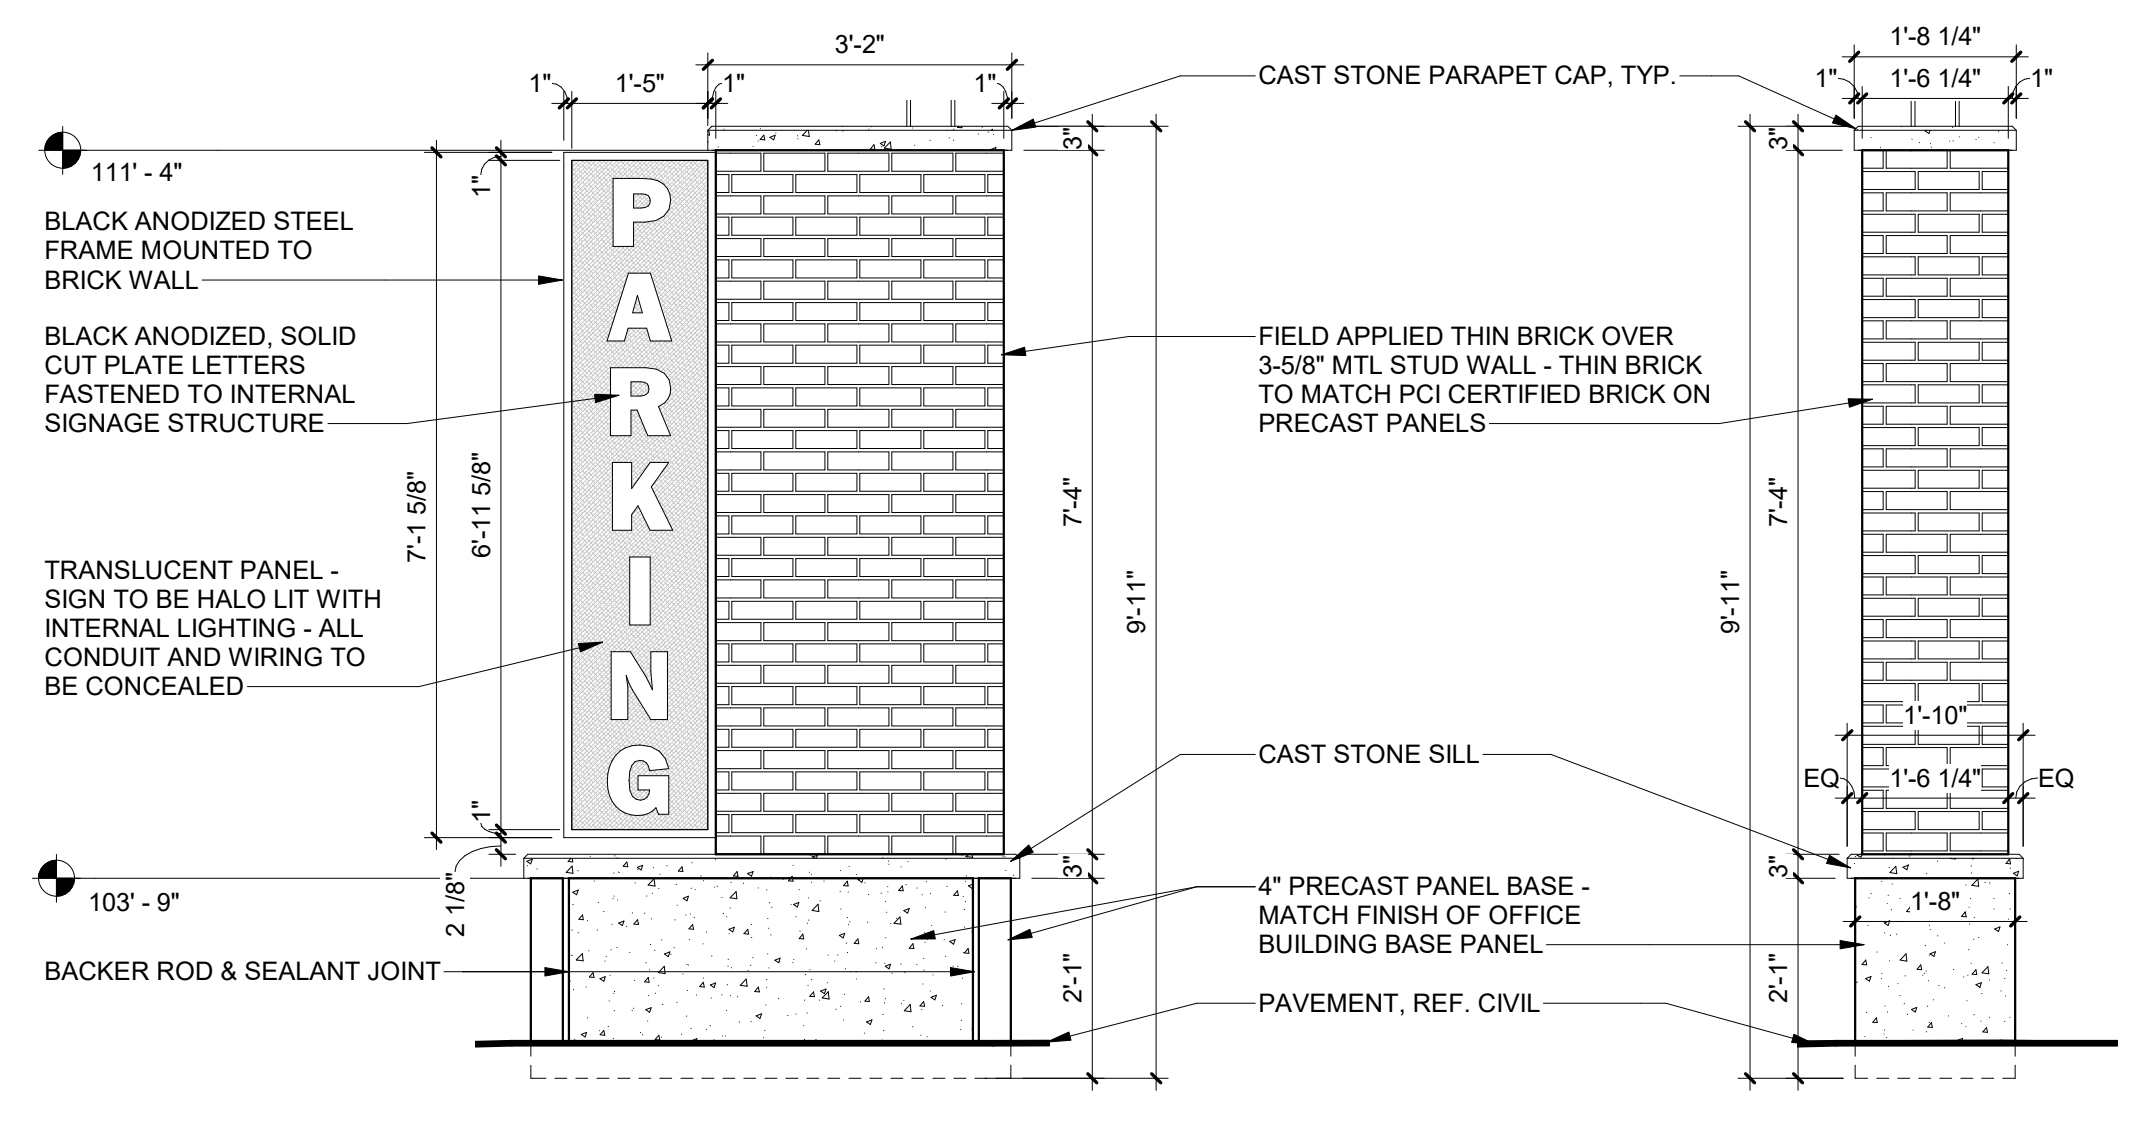 3'-2"
1"
1'-5"
1"
1"
CAST STONE PARAPET CAP, TYP.
1'-8 1/4"
1"
1'-6 1/4"
1"
3"
3"
111' - 4"
1"
BLACK ANODIZED STEEL
FRAME MOUNTED TO
BRICK WALL
BLACK ANODIZED, SOLID
CUT PLATE LETTERS
FASTENED TO INTERNAL
SIGNAGE STRUCTURE
PARKING
FIELD APPLIED THIN BRICK OVER
3-5/8" MTL STUD WALL - THIN BRICK
TO MATCH PCI CERTIFIED BRICK ON
PRECAST PANELS
7'-1 5/8"
6'-11 5/8"
7'-4"
9'-11"
9'-11"
7'-4"
TRANSLUCENT PANEL -
SIGN TO BE HALO LIT WITH
INTERNAL LIGHTING - ALL
CONDUIT AND WIRING TO
BE CONCEALED
1'-10"
CAST STONE SILL
EQ
1'-6 1/4"
EQ
1"
3"
3"
103' - 9"
2 1/8"
4" PRECAST PANEL BASE -
MATCH FINISH OF OFFICE
BUILDING BASE PANEL
1'-8"
BACKER ROD & SEALANT JOINT
2'-1"
2'-1"
PAVEMENT, REF. CIVIL